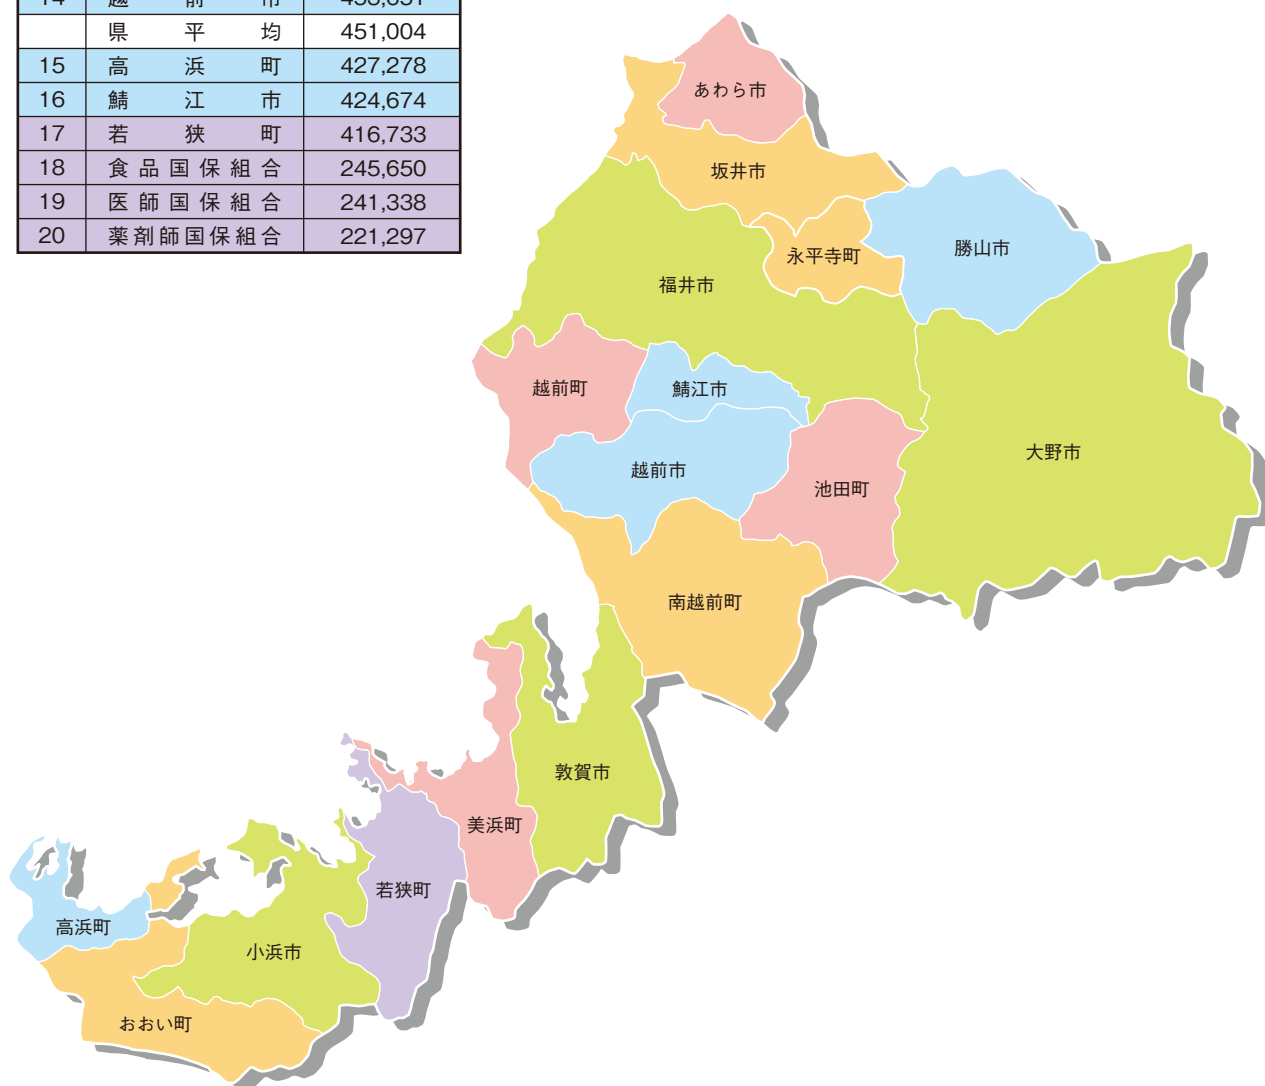 県平均 451,004
15 高浜町 427,278
16 鯖江市 424,674
17 若狭町 416,733
18 食品国保組合 245,650
19 医師国保組合 241,338
20 薬剤師国保組合 221,297
あわら市
坂井市
永平寺町
勝山市
福井市
越前町
鯖江市
大野市
越前市
池田町
南越前町
敦賀市
美浜町
若狭町
高浜町
小浜市
おおい町